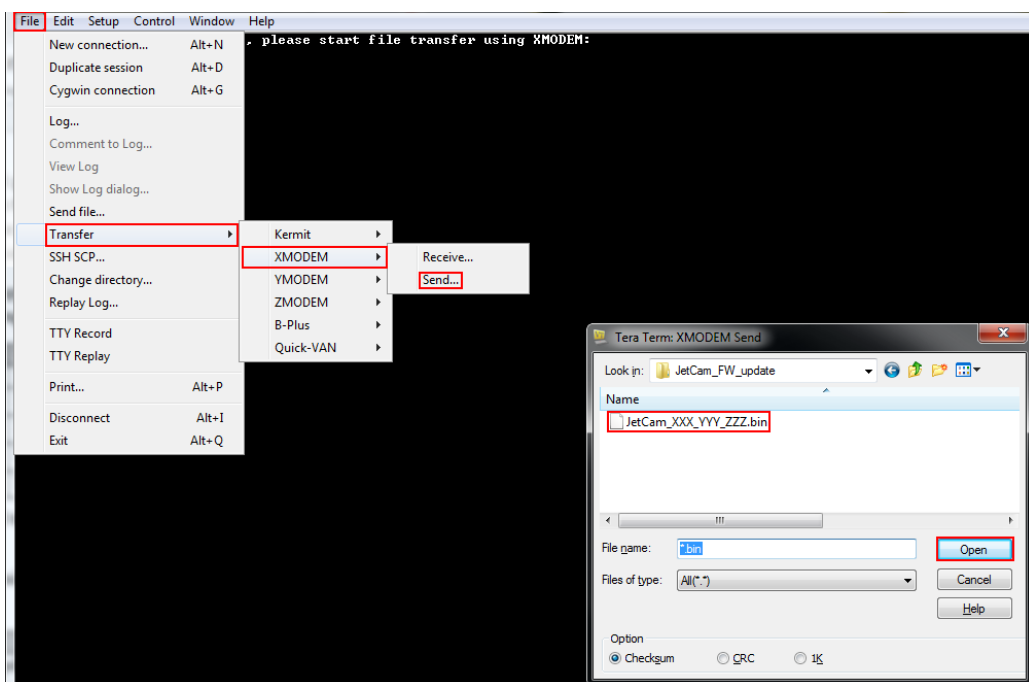 File Edit Setup Control Window Help
, please start file transfer using XMODEM:
New connection... Alt+N
Duplicate session Alt+D
Cygwin connection Alt+G
Log...
Comment to Log...
View Log
Show Log dialog...
Send file...
Transfer
SSH SCP...
Change directory...
Replay Log...
TTY Record
TTY Replay
Print... Alt+P
Disconnect Alt+I
Exit Alt+Q
Kermit
XMODEM
YMODEM
ZMODEM
B-Plus
Quick-VAN
Receive...
Send...
Tera Term: XMODEM Send
Look in: JetCam_FW_update
Name
JetCam_XXX_YYY_ZZZ.bin
File name: *.bin Open
Files of type: All(*.*) Cancel
Help
Option
Checksum CRC 1K